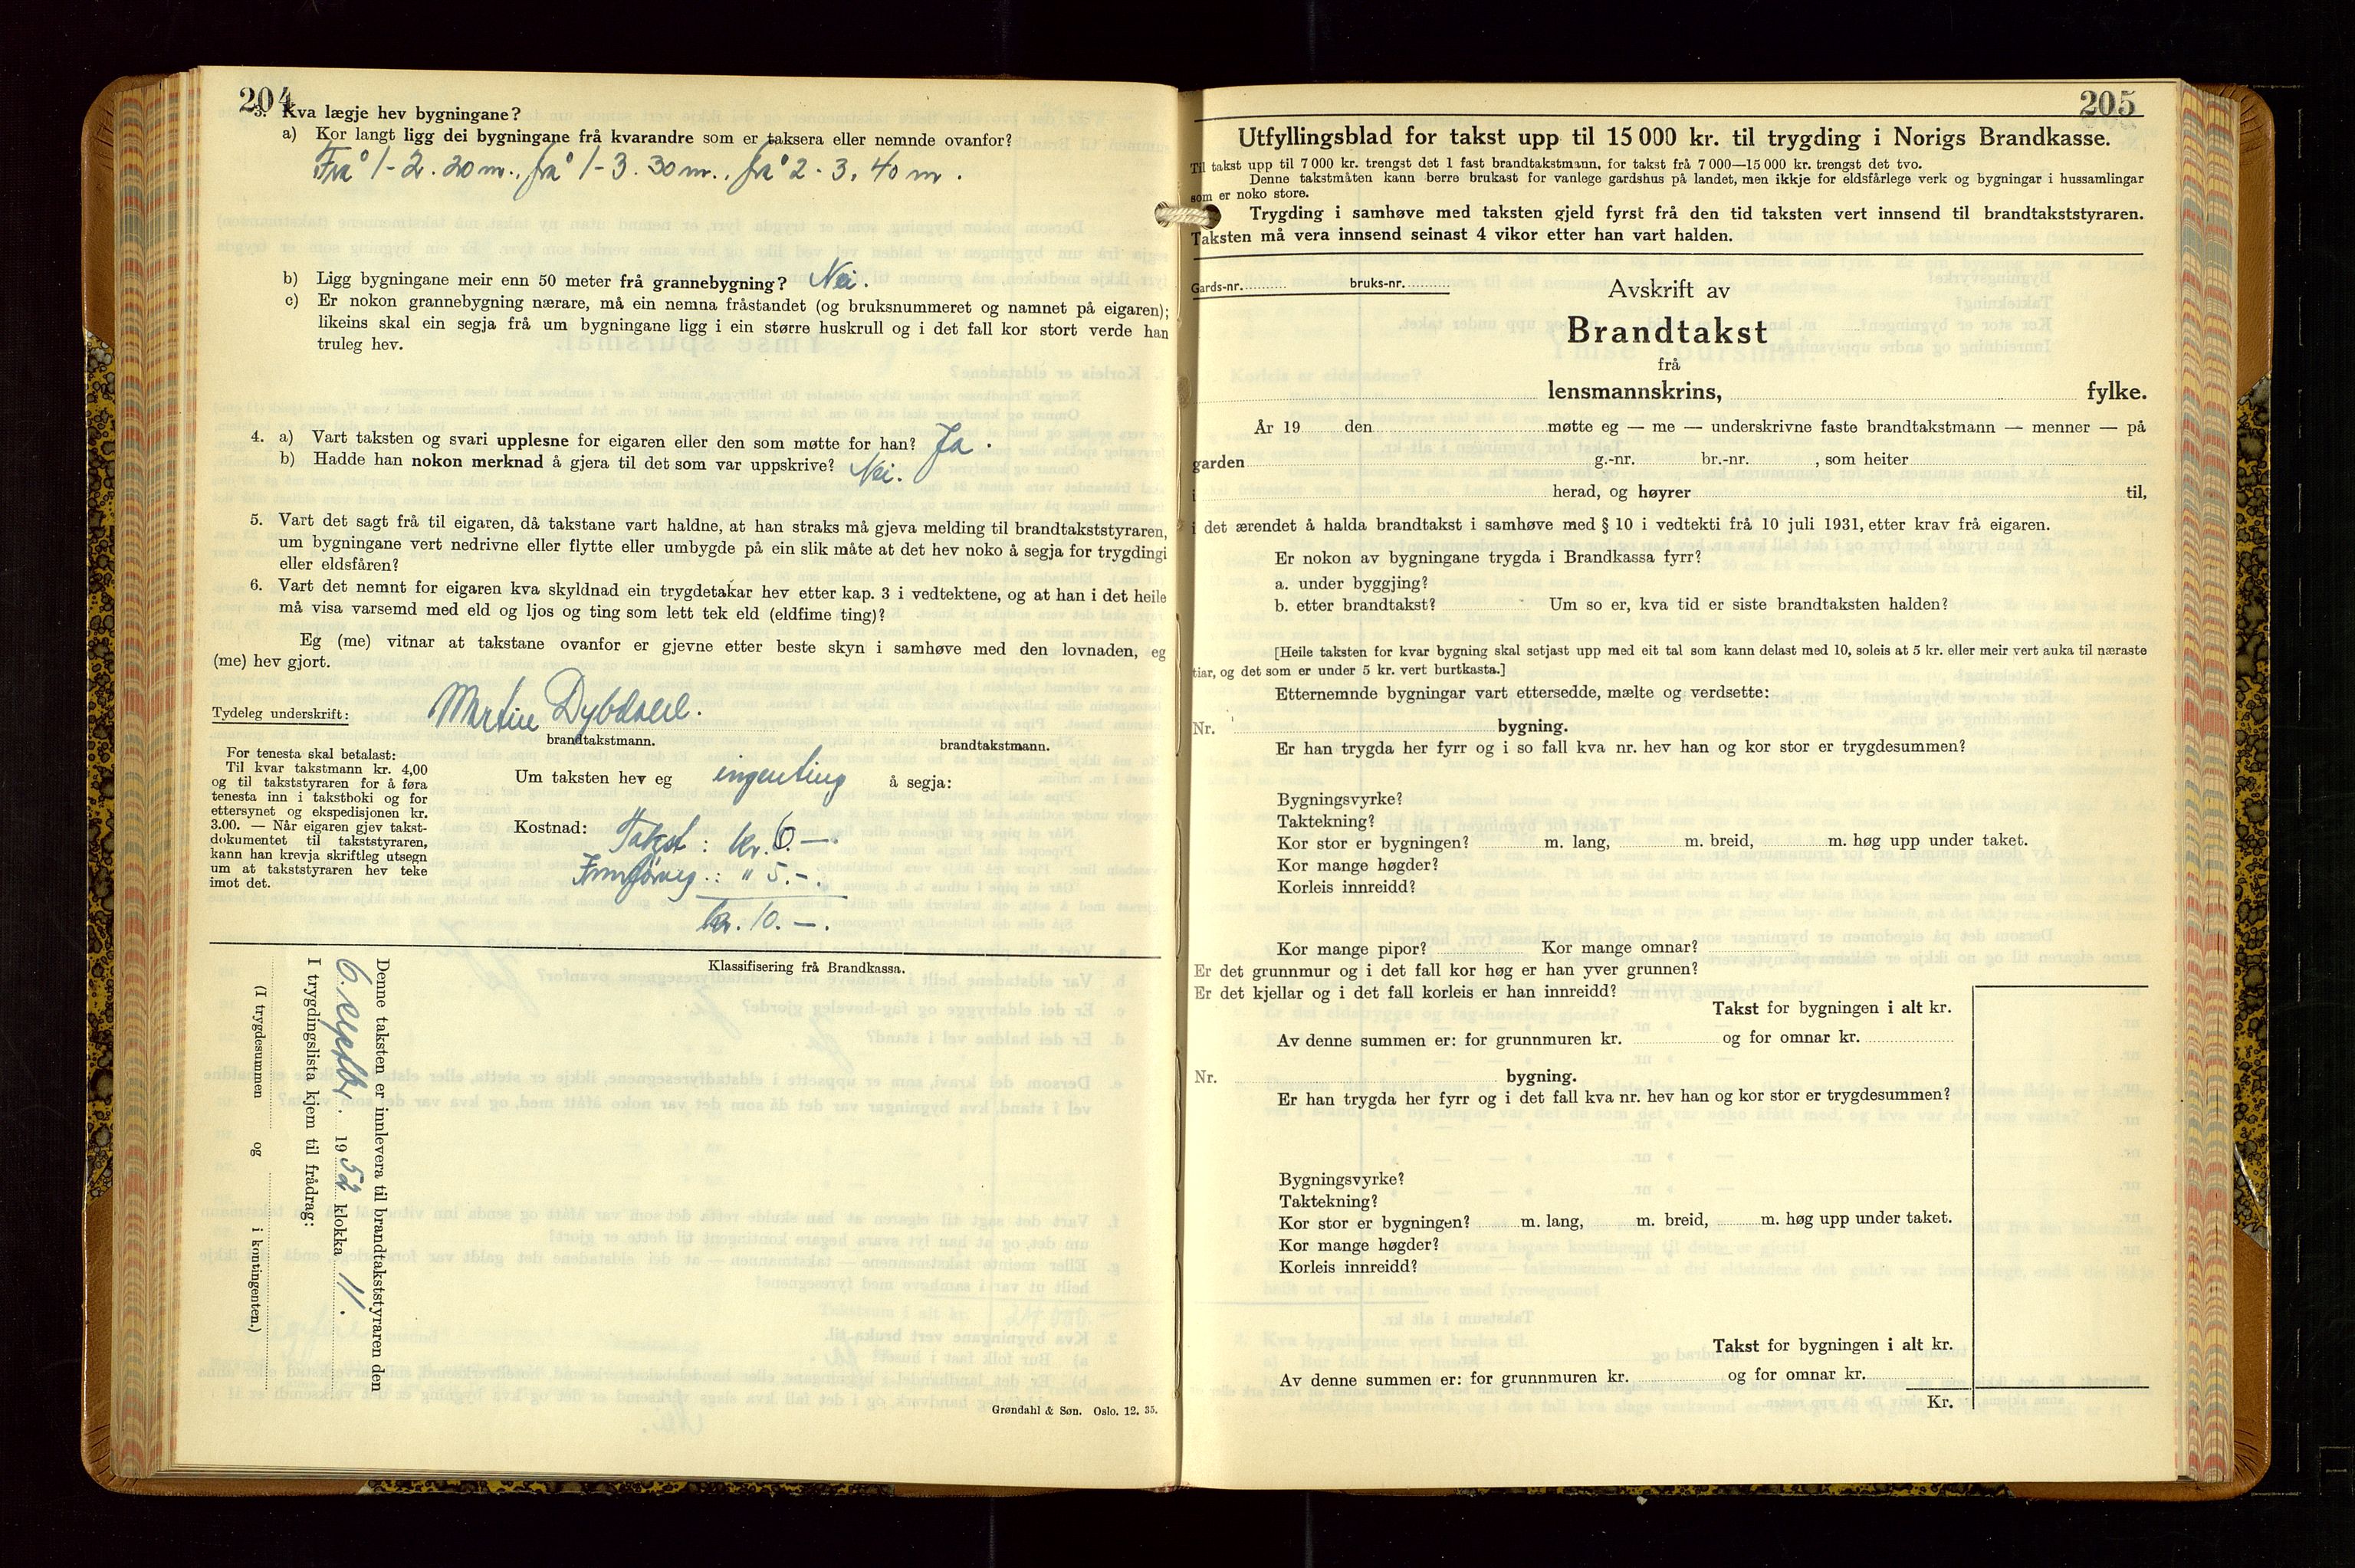 204
3. Kva lægje hev bygningane?
a) Kor langt ligg dei bygningane frå kvarandre som er taksera eller nemnde ovanfor?
Frå 1-2. 20 m., frå 1-3. 30 m., frå 2-3. 40 m.
b) Ligg bygningane meir enn 50 meter frå grannebygning? Nei.
c) Er nokon grannebygning nærare, må ein nemna fråstandet (og bruksnummeret og namnet på eigaren);
likeins skal ein segja frå um bygningane ligg i ein større huskrull og i det fall kor stort verde han
truleg hev.
4. a) Vart taksten og svari upplesne for eigaren eller den som møtte for han? Ja.
b) Hadde han nokon merknad å gjera til det som var uppskrive? Nei.
5. Vart det sagt frå til eigaren, då takstane vart haldne, at han straks må gjeva melding til brandtakststyraren,
um bygningane vert nedrivne eller flytte eller umbygde på ein slik måte at det hev noko å segja for trygdingi
eller eldsfåren?
6. Vart det nemnt for eigaren kva skyldnad ein trygdetakar hev etter kap. 3 i vedtektene, og at han i det heile
må visa varsemd med eld og ljos og ting som lett tek eld (eldfime ting)?
Eg (me) vitnar at takstane ovanfor er gjevne etter beste skyn i samhøve med den lovnaden, eg
(me) hev gjort.
Tydeleg underskrift: Martin Dybdahl.
brandtakstmann. brandtakstmann.
For tenesta skal betalast:
Til kvar takstmann kr. 4,00
og til takststyraren for å føra
tenesta inn i takstboki og for
ettersynet og ekspedisjonen kr.
3.00. — Når eigaren gjev takst-
dokumentet til takststyraren,
kann han krevja skriftleg utsegn
um at takststyraren hev teke
imot det.
Um taksten hev eg ingenting å segja:
Kostnad: Takst: kr. 6.—
Innføring.: " 5.—.
kr. 10.—.
Klassifisering frå Brandkassa.
Denne taksten er innlevera til brandtakststyraren den
6. septbr. 1952 klokka 11.
I trygdingslista kjem til frådrag:
(I trygdesummen og i kontingenten.)
Grøndahl & Søn. Oslo. 12. 35.
205
Utfyllingsblad for takst upp til 15 000 kr. til trygding i Norigs Brandkasse.
Til takst upp til 7 000 kr. trengst det 1 fast brandtakstmann, for takst frå 7 000—15 000 kr. trengst det tvo.
Denne takstmåten kann berre brukast for vanlege gardshus på landet, men ikkje for eldsfårlege verk og bygningar i hussamlingar
som er noko store.
Trygding i samhøve med taksten gjeld fyrst frå den tid taksten vert innsend til brandtakststyraren.
Taksten må vera innsend seinast 4 vikor etter han vart halden.
Gards-nr. bruks-nr.
Avskrift av
Brandtakst
frå
lensmannskrins, fylke.
År 19 den møtte eg — me — underskrivne faste brandtakstmann — menner — på
garden g.-nr. br.-nr. , som heiter
i herad, og høyrer til,
i det ærendet å halda brandtakst i samhøve med § 10 i vedtekti frå 10 juli 1931, etter krav frå eigaren.
Er nokon av bygningane trygda i Brandkassa fyrr?
a. under byggjing?
b. etter brandtakst? Um so er, kva tid er siste brandtaksten halden?
[Heile taksten for kvar bygning skal setjast upp med eit tal som kann delast med 10, soleis at 5 kr. eller meir vert auka til næraste
tiar, og det som er under 5 kr. vert burtkasta.]
Etternemnde bygningar vart ettersedde, mælte og verdsette:
Nr. bygning.
Er han trygda her fyrr og i so fall kva nr. hev han og kor stor er trygdesummen?
Bygningsvyrke?
Taktekning?
Kor stor er bygningen? m. lang, m. breid, m. høg upp under taket.
Kor mange høgder?
Korleis innreidd?
Kor mange pipor? Kor mange omnar?
Er det grunnmur og i det fall kor høg er han yver grunnen?
Er det kjellar og i det fall korleis er han innreidd?
Takst for bygningen i alt kr.
Av denne summen er: for grunnmuren kr. og for omnar kr.
Nr. bygning.
Er han trygda her fyrr og i det fall kva nr. hev han og kor stor er trygdesummen?
Bygningsvyrke?
Taktekning?
Kor stor er bygningen? m. lang, m. breid, m. høg upp under taket.
Kor mange høgder?
Korleis innreidd?
Takst for bygningen i alt kr.
Av denne summen er: for grunnmuren kr. og for omnar kr.
Kr.